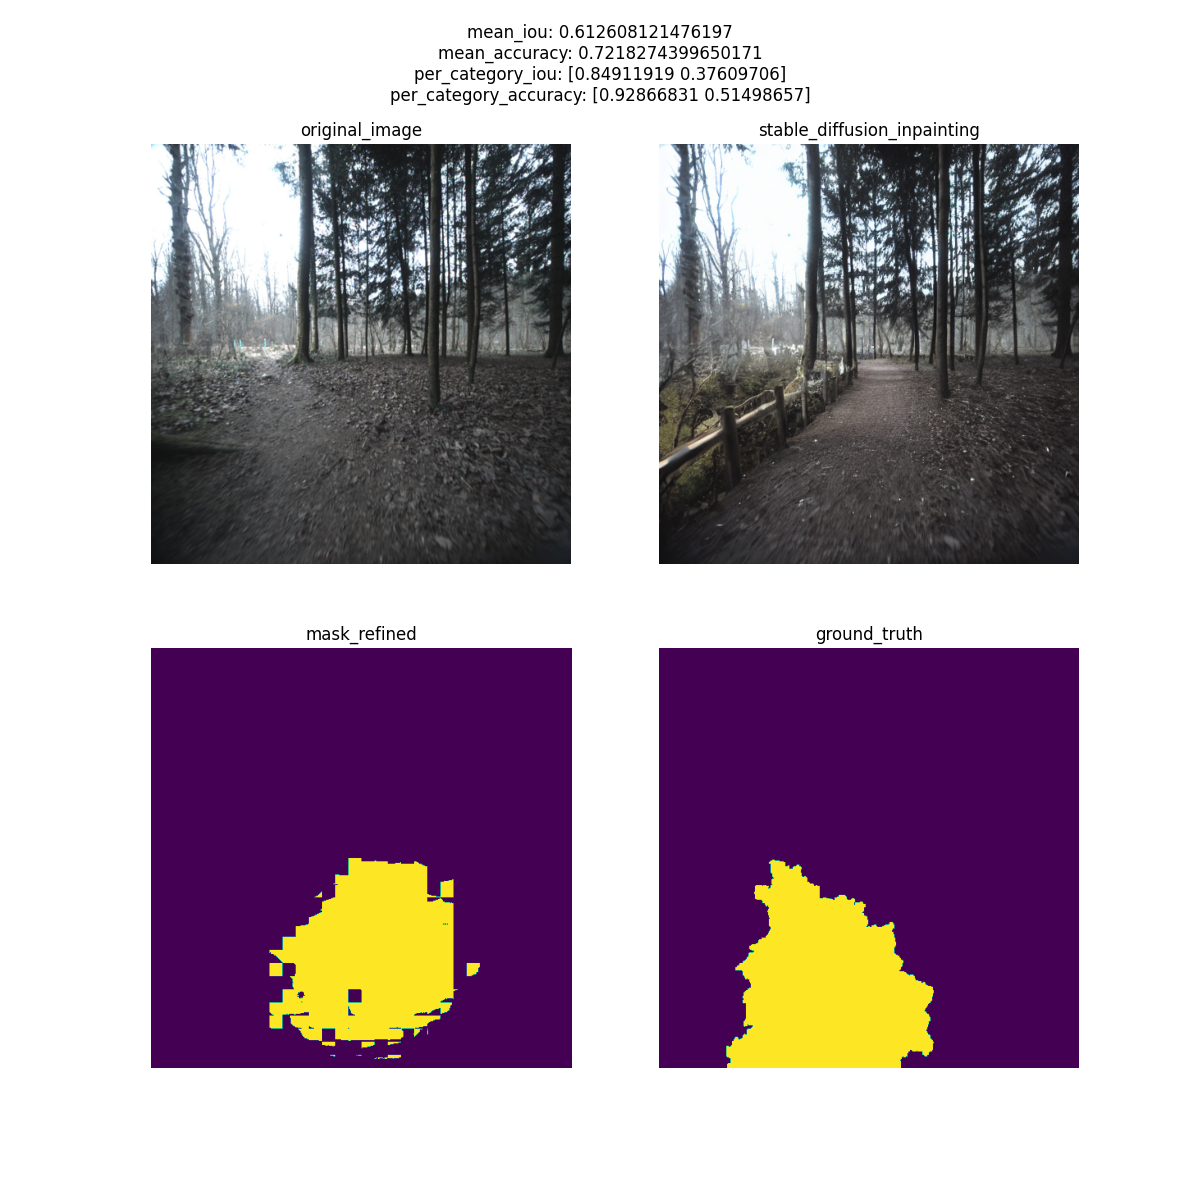 mean_iou: 0.612608121476197
mean_accuracy: 0.7218274399650171
per_category_iou: [0.84911919 0.37609706]
per_category_accuracy: [0.92866831 0.51498657]
original_image
stable_diffusion_inpainting
mask_refined
ground_truth